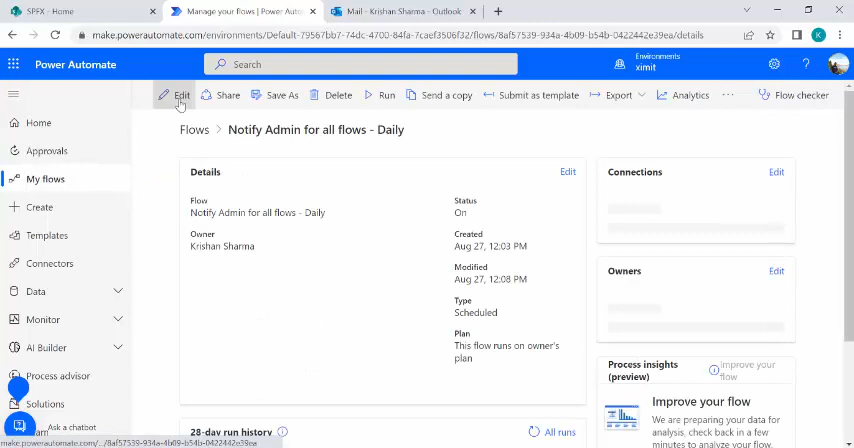 SPFX - Home
Manage your flows | Power Automate
Mail - Krishan Sharma - Outlook
make.powerautomate.com/environments/Default-79567bb7-74dc-4700-84fa-7caef3506f32/flows/8af57539-934a-4b09-b54b-0422442e39ea/details
K
Power Automate
Search
Environments
ximit
Edit
Share
Save As
Delete
Run
Send a copy
Submit as template
Export
Analytics
Flow checker
Home
Approvals
My flows
Create
Templates
Connectors
Data
Monitor
AI Builder
Process advisor
Solutions
Ask a chatbot
Flows > Notify Admin for all flows - Daily
Details
Edit
Flow
Notify Admin for all flows - Daily
Owner
Krishan Sharma
Status
On
Created
Aug 27, 12:03 PM
Modified
Aug 27, 12:08 PM
Type
Scheduled
Plan
This flow runs on owner's
plan
Connections
Edit
Owners
Edit
Process insights
(preview)
Improve your
flow
Improve your flow
We are preparing your data for
analysis, check back in a few
minutes to analyze your flow.
28-day run history
All runs
make.powerautomate.com/.../8af57539-934a-4b09-b54b-0422442e39ea